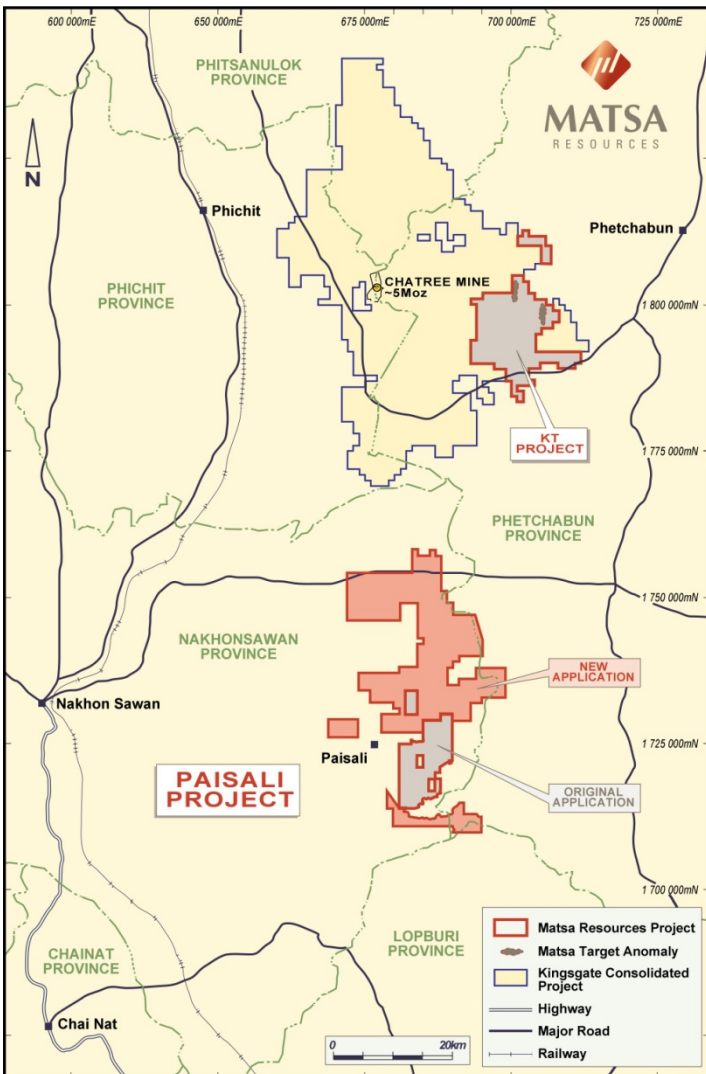 600 000mE
650 000mE
675 000mE
700 000mE
725 000mE
PHITSANULOK
PROVINCE
MATSA
RESOURCES
N
Phichit
Phetchabun
CHATREE MINE
~5Moz
PHICHIT
PROVINCE
1 800 000mN
KT
PROJECT
1 775 000mN
PHETCHABUN
PROVINCE
1 750 000mN
NAKHONSAWAN
PROVINCE
NEW
APPLICATION
Nakhon Sawan
Paisali
1 725 000mN
PAISALI
PROJECT
ORIGINAL
APPLICATION
1 700 000mN
LOPBURI
PROVINCE
CHAINAT
PROVINCE
Chai Nat
0
20km
Matsa Resources Project
Matsa Target Anomaly
Kingsgate Consolidated
Project
Highway
Major Road
Railway